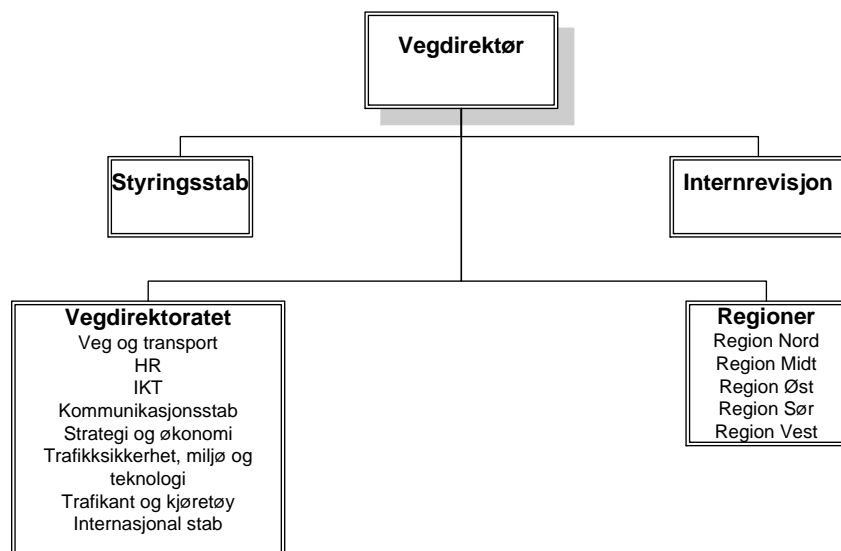 Vegdirektør
Styringsstab
Internrevisjon
Vegdirektoratet
Veg og transport
HR
IKT
Kommunikasjonsstab
Strategi og økonomi
Trafikksikkerhet, miljø og
teknologi
Trafikant og kjøretøy
Internasjonal stab
Regioner
Region Nord
Region Midt
Region Øst
Region Sør
Region Vest